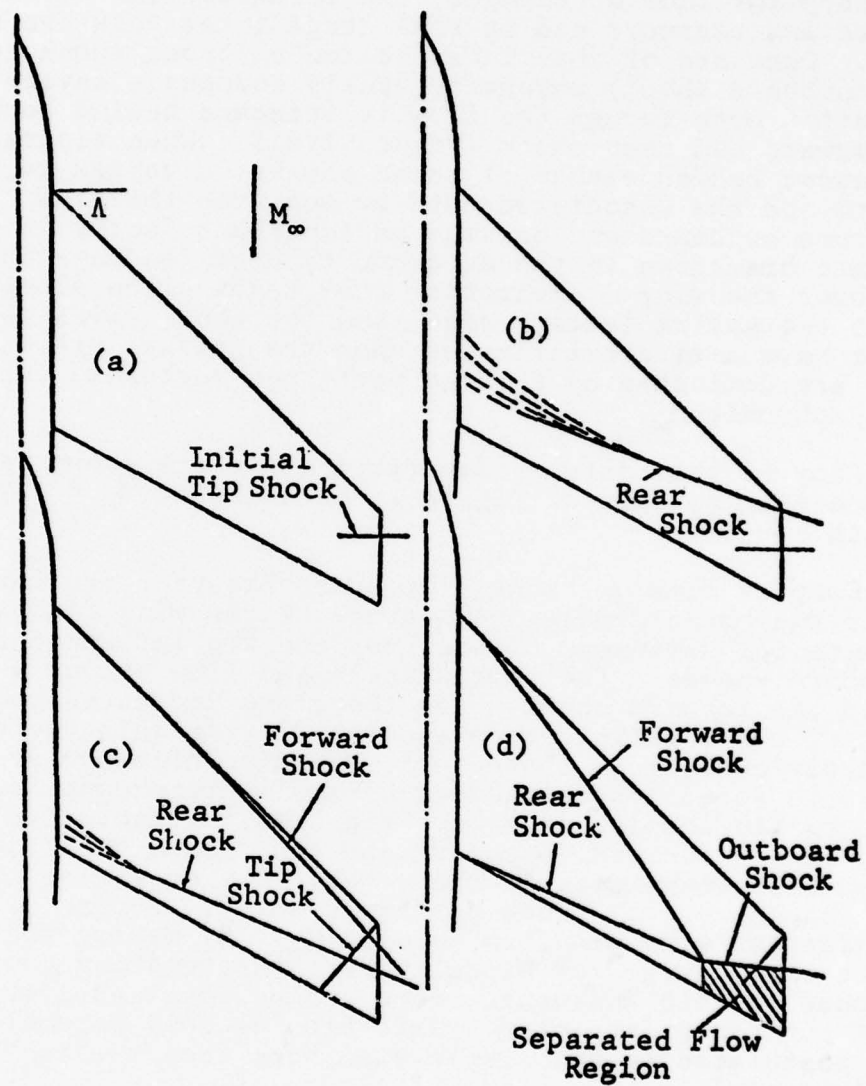 Λ
M∞
(a)
Initial
Tip Shock
(b)
Rear
Shock
(c)
Forward
Shock
Rear
Shock
Tip
Shock
(d)
Forward
Shock
Rear
Shock
Outboard
Shock
Separated Flow
Region